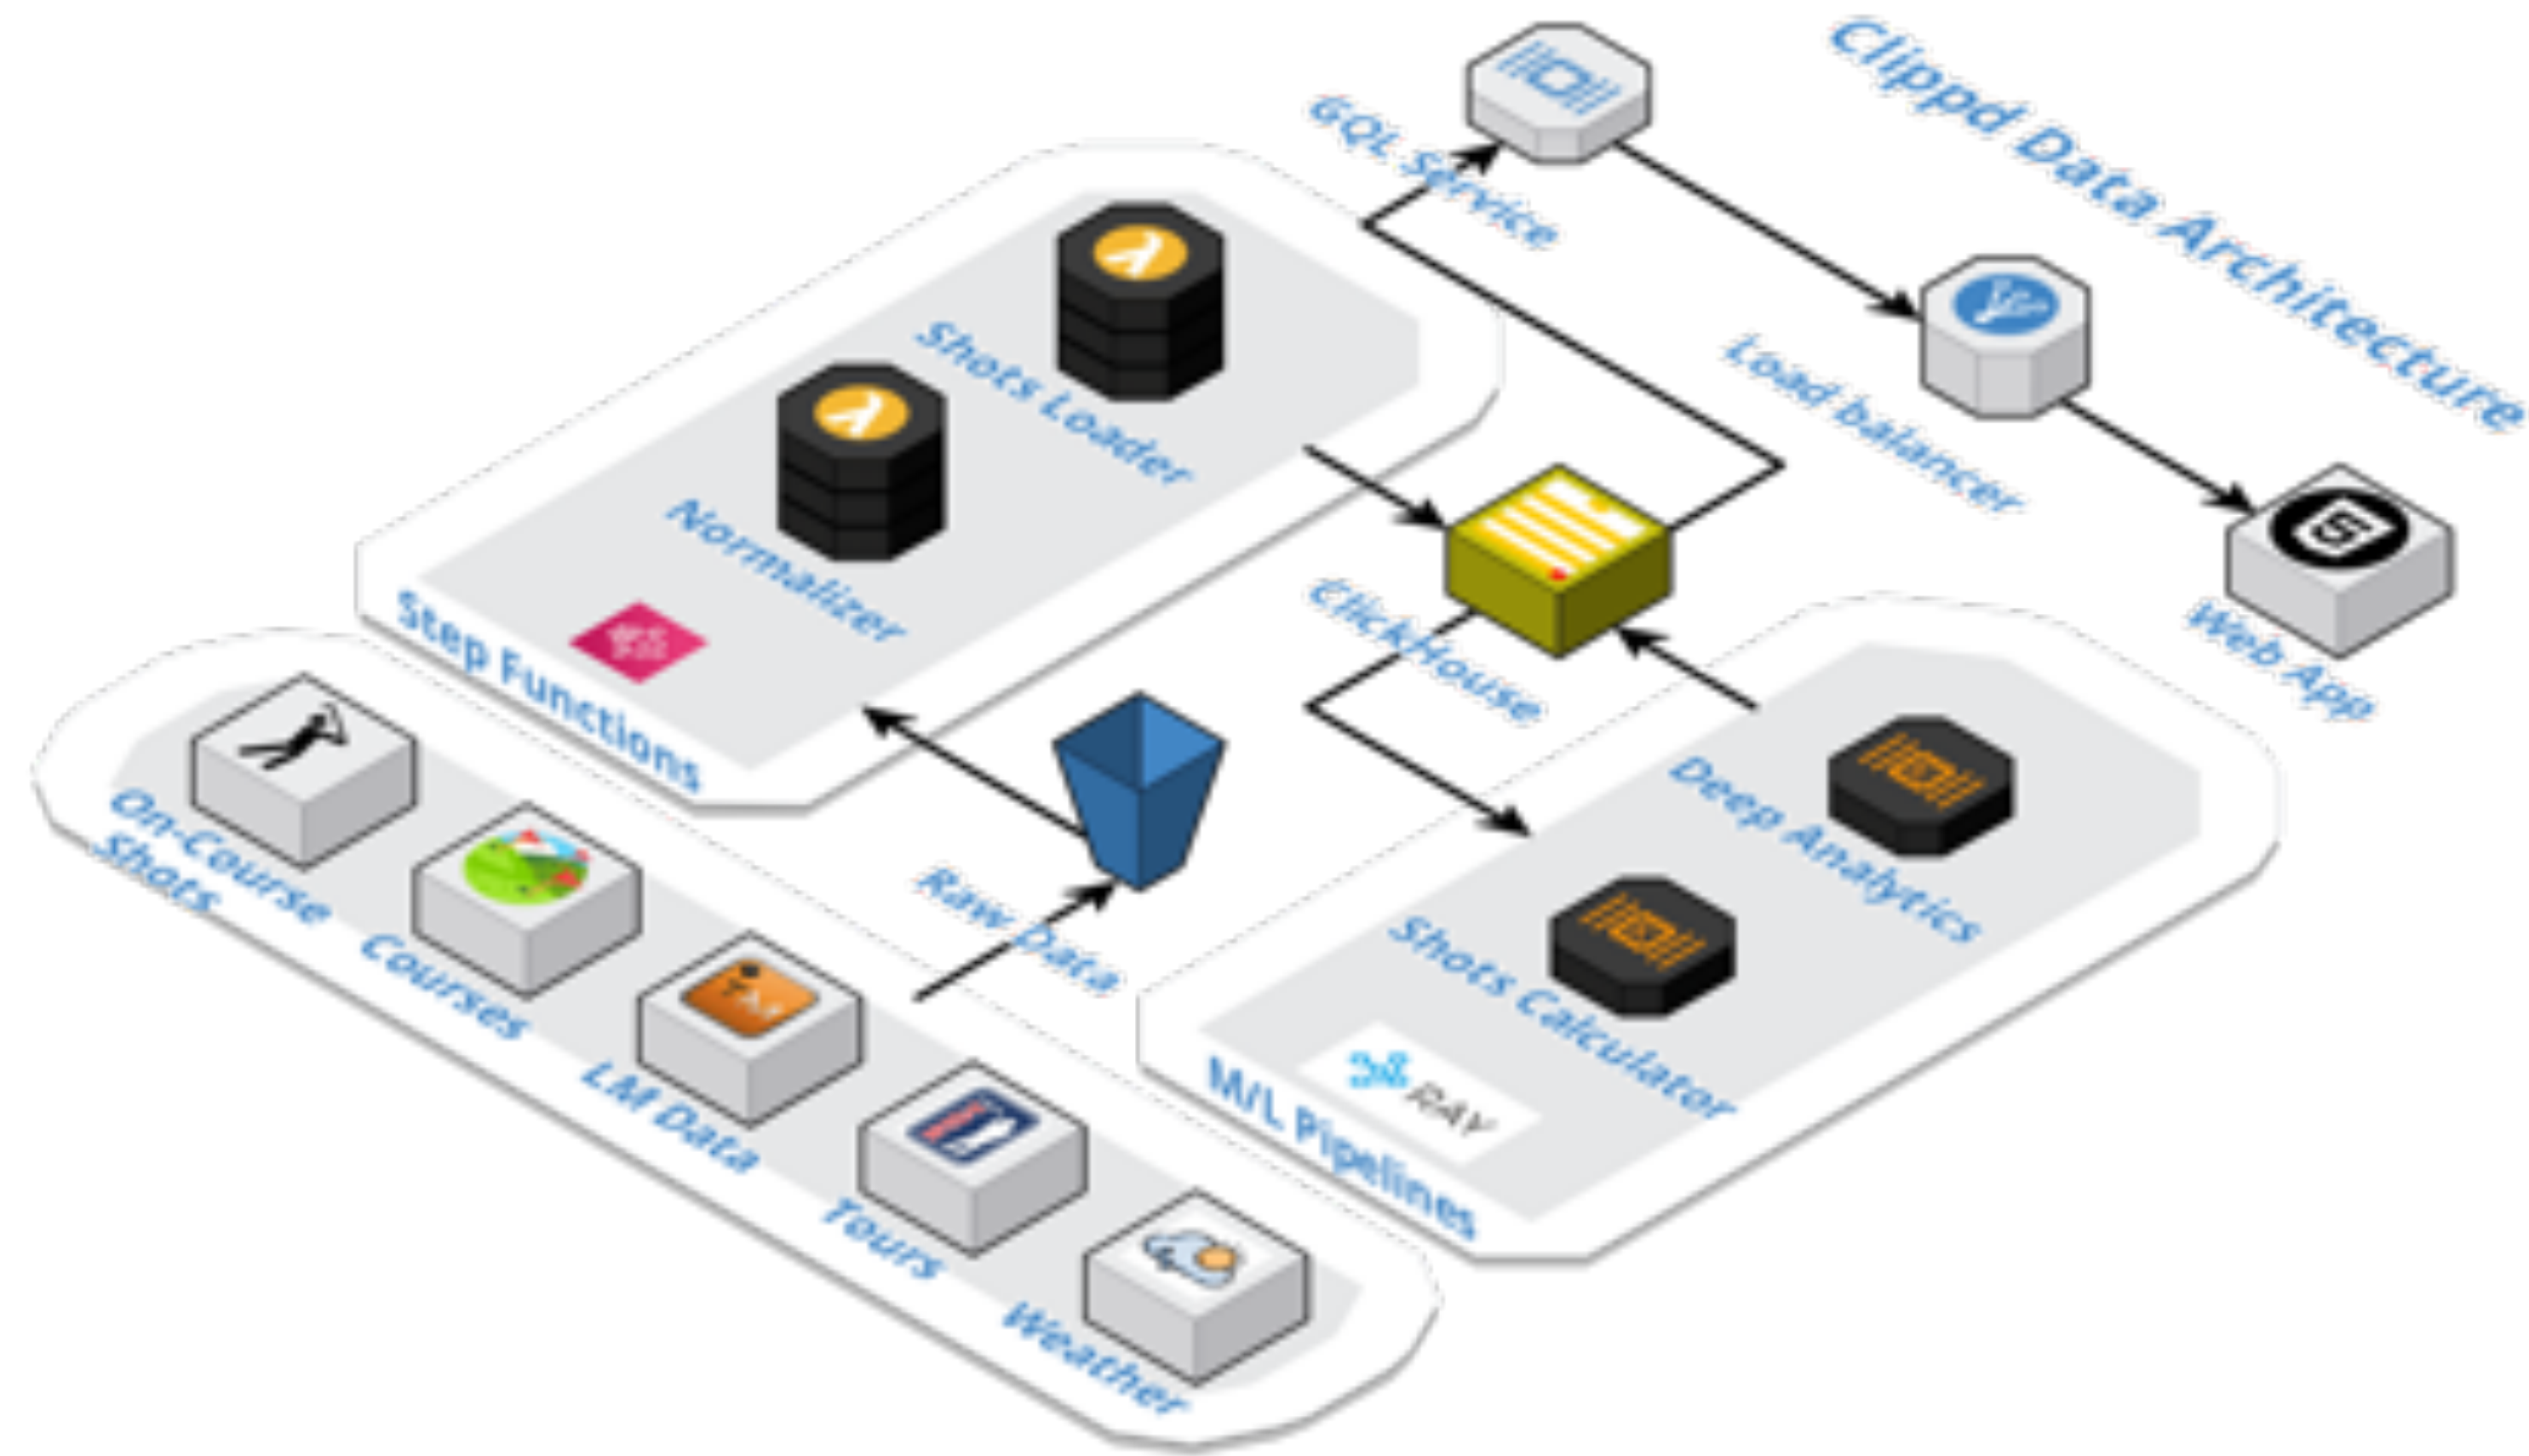 Clippd Data Architecture
GQL Service
Load balancer
Web App
Shots Loader
Normalizer
Step Functions
ClickHouse
Raw Data
Deep Analytics
Shots Calculator
RAY
M/L Pipelines
On-Course
Shots
Courses
LM Data
Tours
Weather